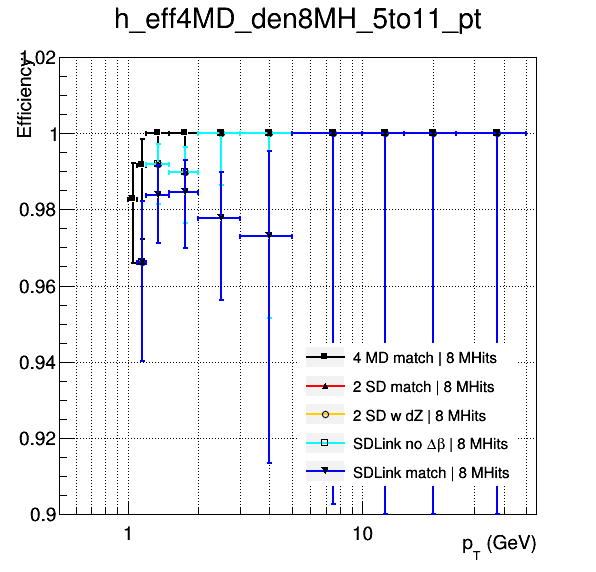 h_eff4MD_den8MH_5to11_pt
Efficiency
1.02
1
0.98
0.96
0.94
0.92
0.9
4 MD match | 8 MHits
2 SD match | 8 MHits
2 SD w dZ | 8 MHits
SDLink no Δβ | 8 MHits
SDLink match | 8 MHits
1
10
p_T (GeV)